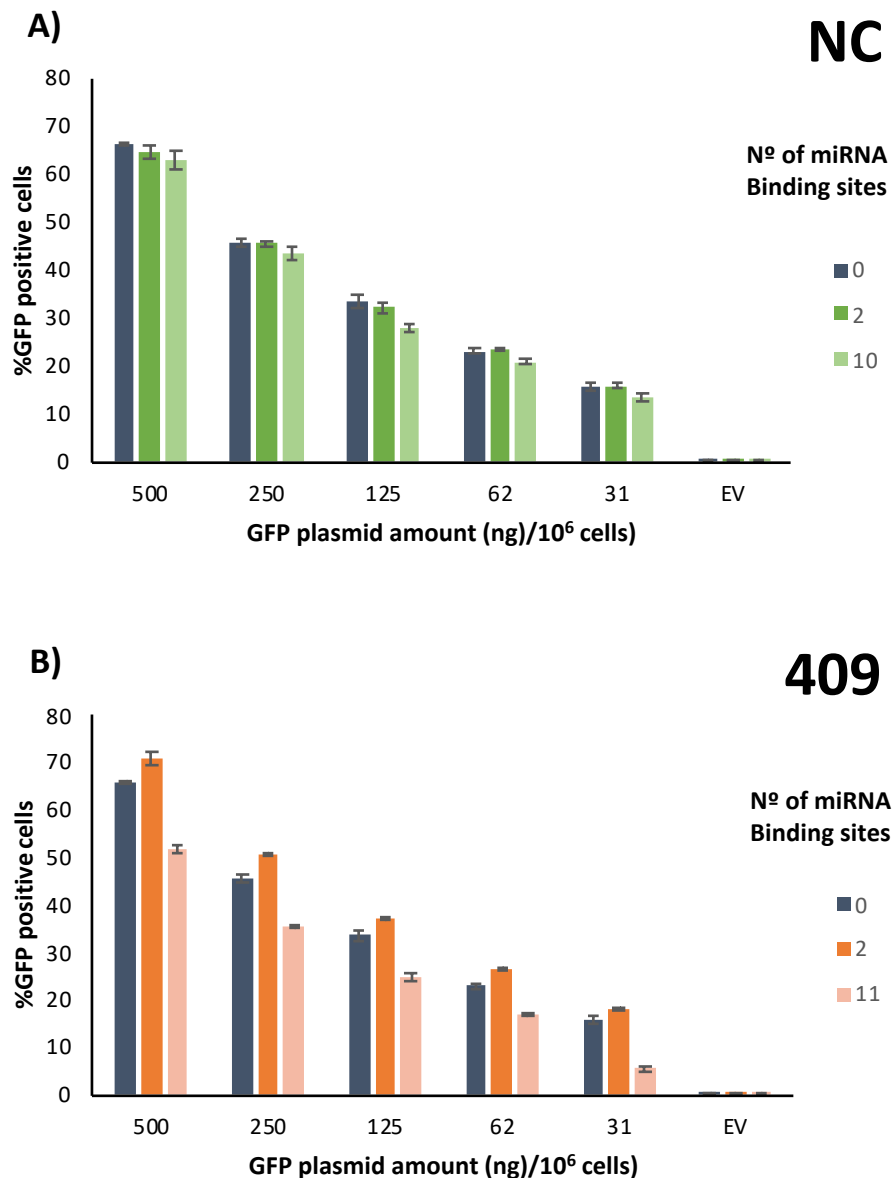 A)
NC
80
70
60
50
40
30
20
10
0
%GFP positive cells
500 250 125 62 31 EV
GFP plasmid amount (ng)/10⁶ cells)
Nº of miRNA
Binding sites
0
2
10
B)
409
80
70
60
50
40
30
20
10
0
%GFP positive cells
500 250 125 62 31 EV
GFP plasmid amount (ng)/10⁶ cells)
Nº of miRNA
Binding sites
0
2
11